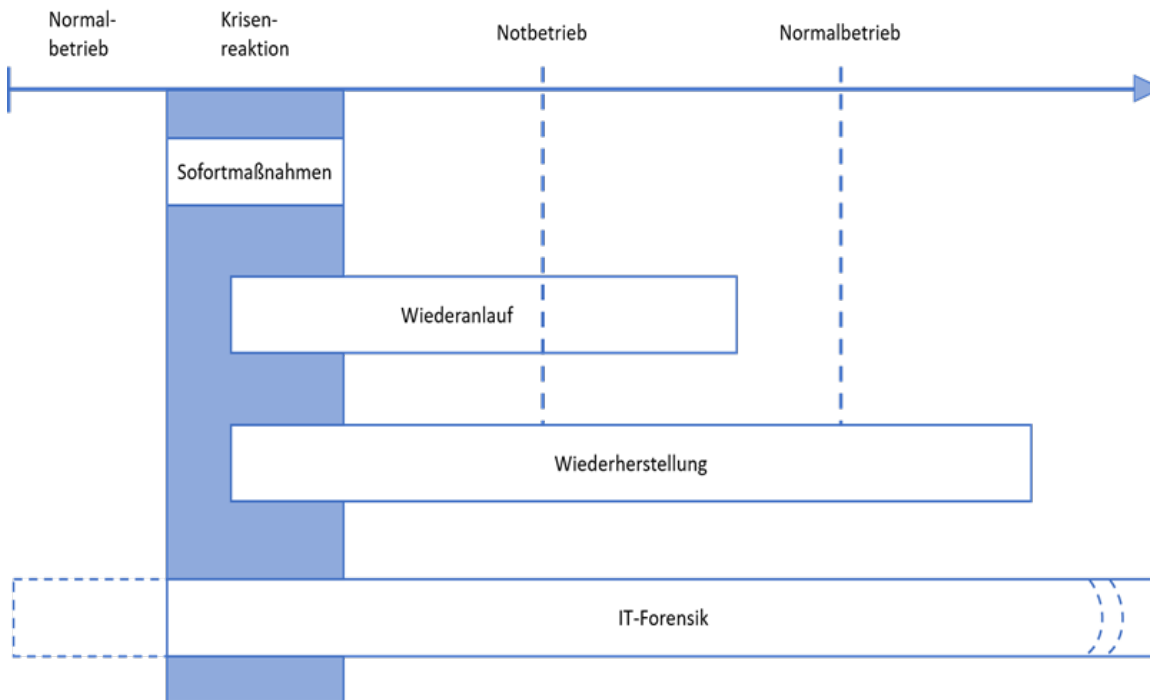 Normal-
betrieb
Krisen-
reaktion
Notbetrieb
Normalbetrieb
Sofortmaßnahmen
Wiederanlauf
Wiederherstellung
IT-Forensik